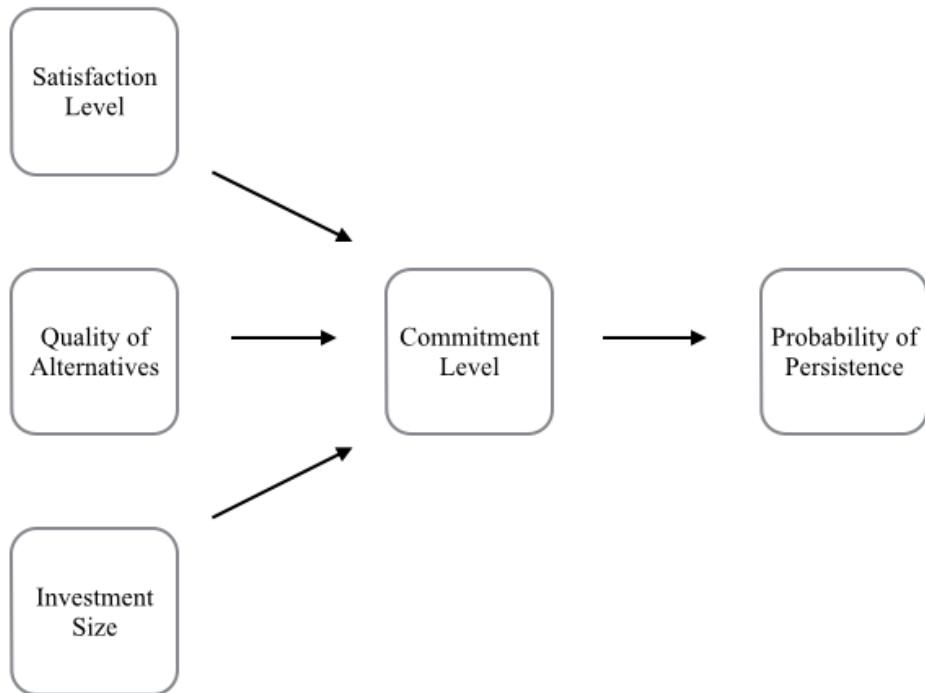 Satisfaction
Level
Quality of
Alternatives
Commitment
Level
Probability of
Persistence
Investment
Size